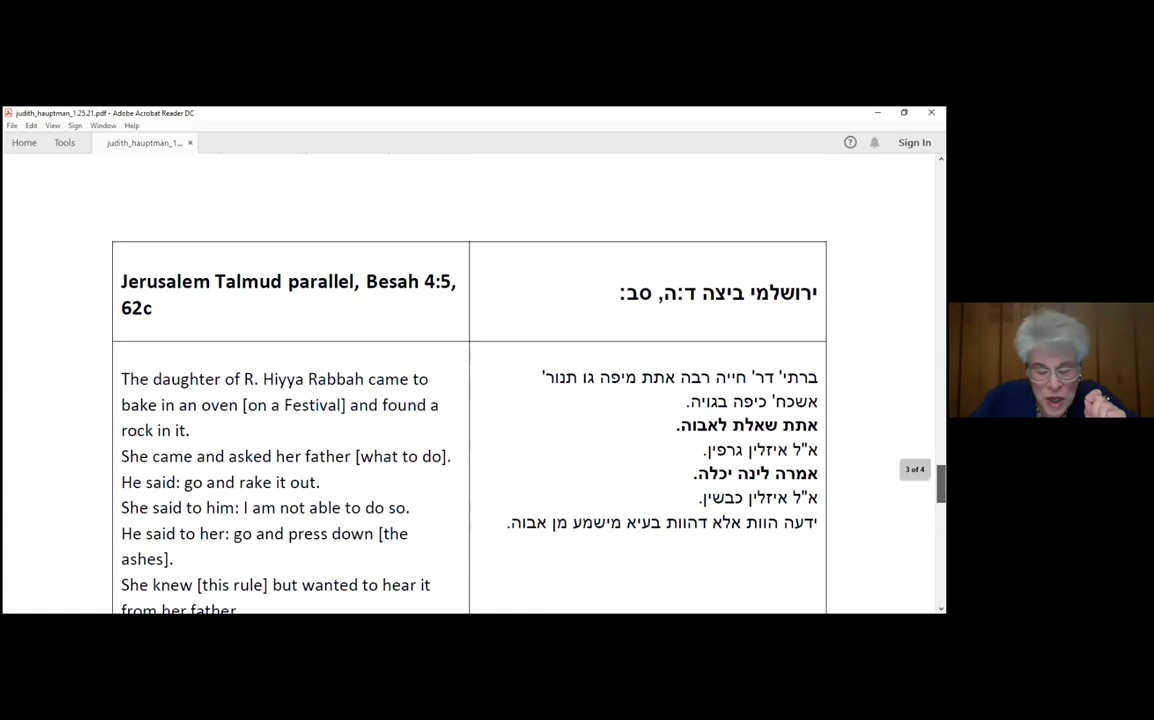 judith_hauptman_1.25.21.pdf - Adobe Acrobat Reader DC
File Edit View Sign Window Help
Home Tools judith_hauptman_1... × Sign In
Jerusalem Talmud parallel, Besah 4:5,
62c
ירושלמי ביצה ד:ה, סב:
The daughter of R. Hiyya Rabbah came to
bake in an oven [on a Festival] and found a
rock in it.
She came and asked her father [what to do].
He said: go and rake it out.
She said to him: I am not able to do so.
He said to her: go and press down [the
ashes].
She knew [this rule] but wanted to hear it
from her father
ברתי' דר' חייה רבה אתת מיפה גו תנור'
אשכח' כיפה בגויה.
אתת שאלת לאבוה.
א"ל איזלין גרפין.
אמרה לינה יכלה.
א"ל איזלין כבשין.
ידעה הוות אלא דהוות בעיא מישמע מן אבוה.
3 of 4